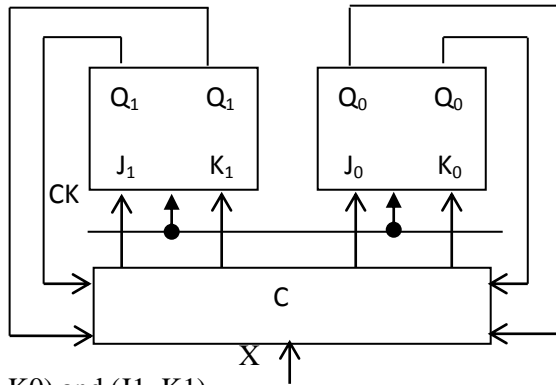 Q₁ Q₁ Q₀ Q₀
J₁ K₁ J₀ K₀
CK
C
X
K0) and (J1, K1)